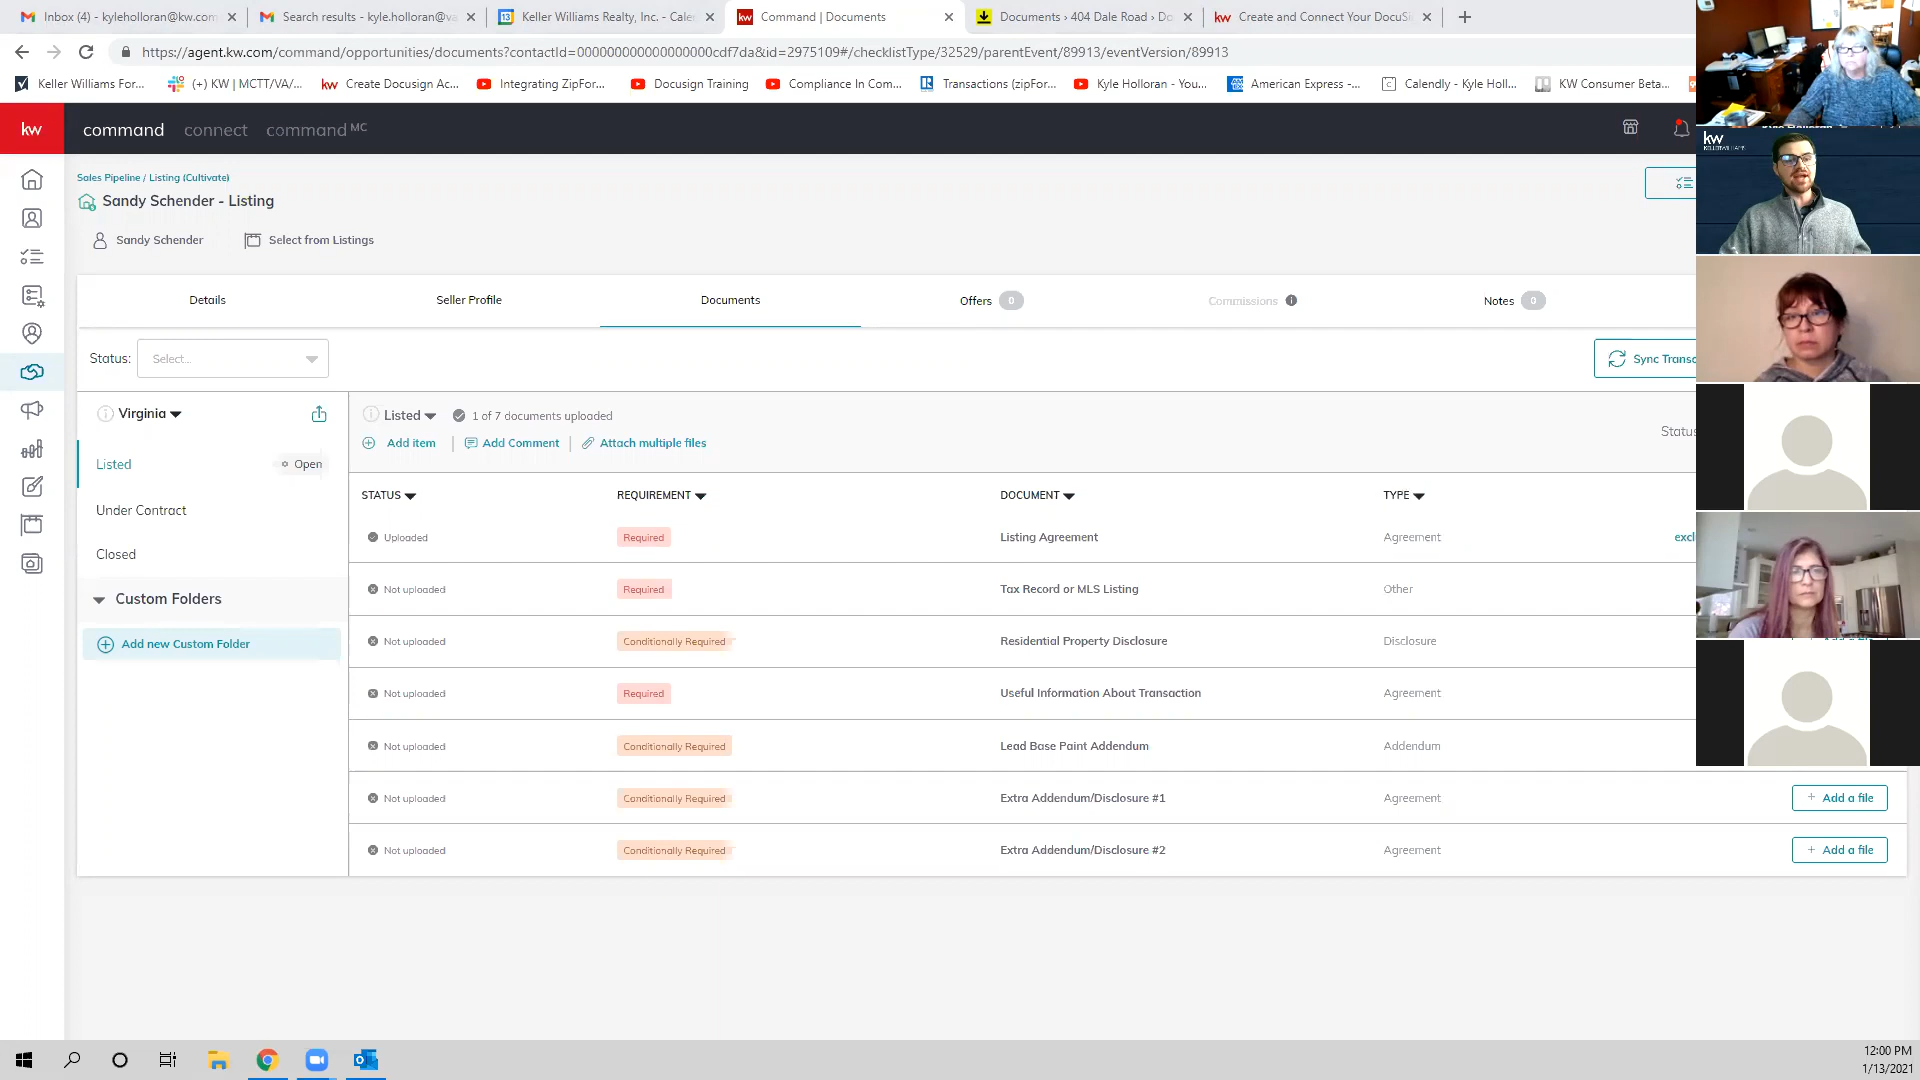 Inbox (4) - kyleholloran@kw.com
Search results - kyle.holloran@va
Keller Williams Realty, Inc. - Cale
Command | Documents
Documents › 404 Dale Road › Do
Create and Connect Your DocuSi
https://agent.kw.com/command/opportunities/documents?contactId=000000000000000000cdf7da&id=2975109#/checklistType/32529/parentEvent/89913/eventVersion/89913
Keller Williams For...
(+) KW | MCTT/VA/...
Create Docusign Ac...
Integrating ZipFor...
Docusign Training
Compliance In Com...
Transactions (zipFor...
Kyle Holloran - You...
American Express -...
Calendly - Kyle Holl...
KW Consumer Beta...
kw
command connect command MC
Sales Pipeline / Listing (Cultivate)
Sandy Schender - Listing
Sandy Schender
Select from Listings
Details
Seller Profile
Documents
Offers 0
Commissions
Notes 0
Status: Select...
Sync Transc
Virginia
Listed
1 of 7 documents uploaded
Status
Add item | Add Comment | Attach multiple files
Listed
Open
Under Contract
Closed
Custom Folders
Add new Custom Folder
STATUS REQUIREMENT DOCUMENT TYPE
Uploaded Required Listing Agreement Agreement excl
Not uploaded Required Tax Record or MLS Listing Other
Not uploaded Conditionally Required Residential Property Disclosure Disclosure
Not uploaded Required Useful Information About Transaction Agreement
Not uploaded Conditionally Required Lead Base Paint Addendum Addendum
Not uploaded Conditionally Required Extra Addendum/Disclosure #1 Agreement + Add a file
Not uploaded Conditionally Required Extra Addendum/Disclosure #2 Agreement + Add a file
kw
12:00 PM
1/13/2021